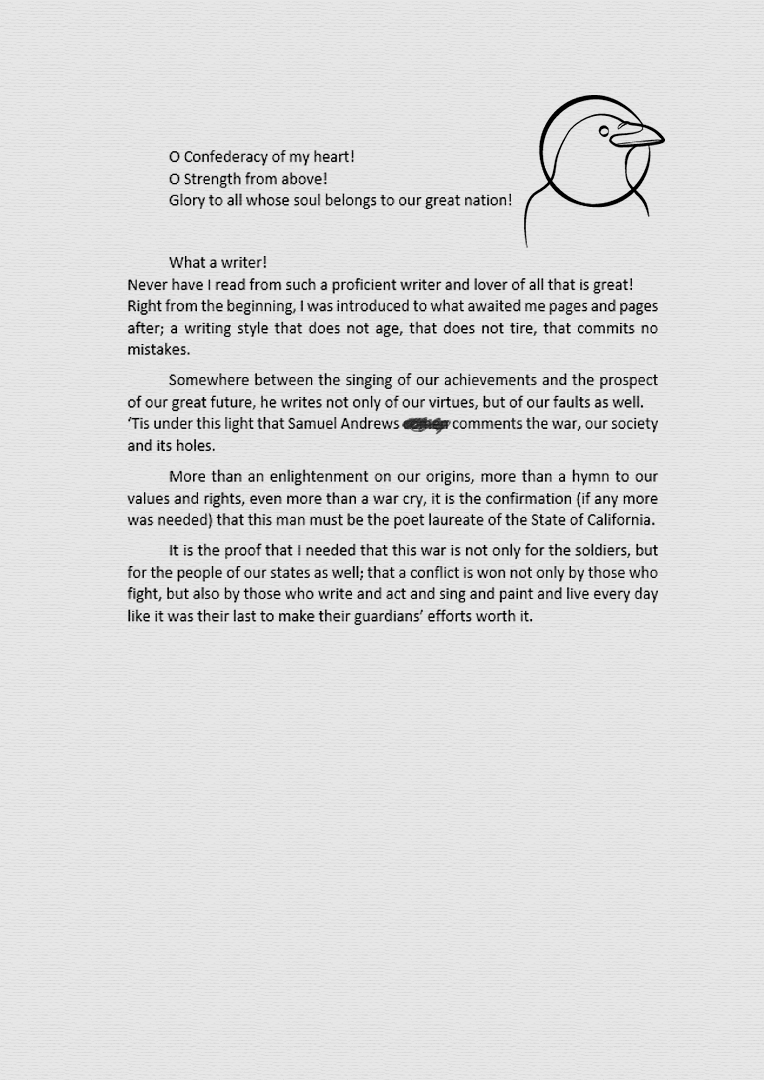 O Confederacy of my heart!
O Strength from above!
Glory to all whose soul belongs to our great nation!
What a writer!
Never have I read from such a proficient writer and lover of all that is great!
Right from the beginning, I was introduced to what awaited me pages and pages
after; a writing style that does not age, that does not tire, that commits no
mistakes.
Somewhere between the singing of our achievements and the prospect
of our great future, he writes not only of our virtues, but of our faults as well.
‘Tis under this light that Samuel Andrews comments the war, our society
and its holes.
More than an enlightenment on our origins, more than a hymn to our
values and rights, even more than a war cry, it is the confirmation (if any more
was needed) that this man must be the poet laureate of the State of California.
It is the proof that I needed that this war is not only for the soldiers, but
for the people of our states as well; that a conflict is won not only by those who
fight, but also by those who write and act and sing and paint and live every day
like it was their last to make their guardians’ efforts worth it.